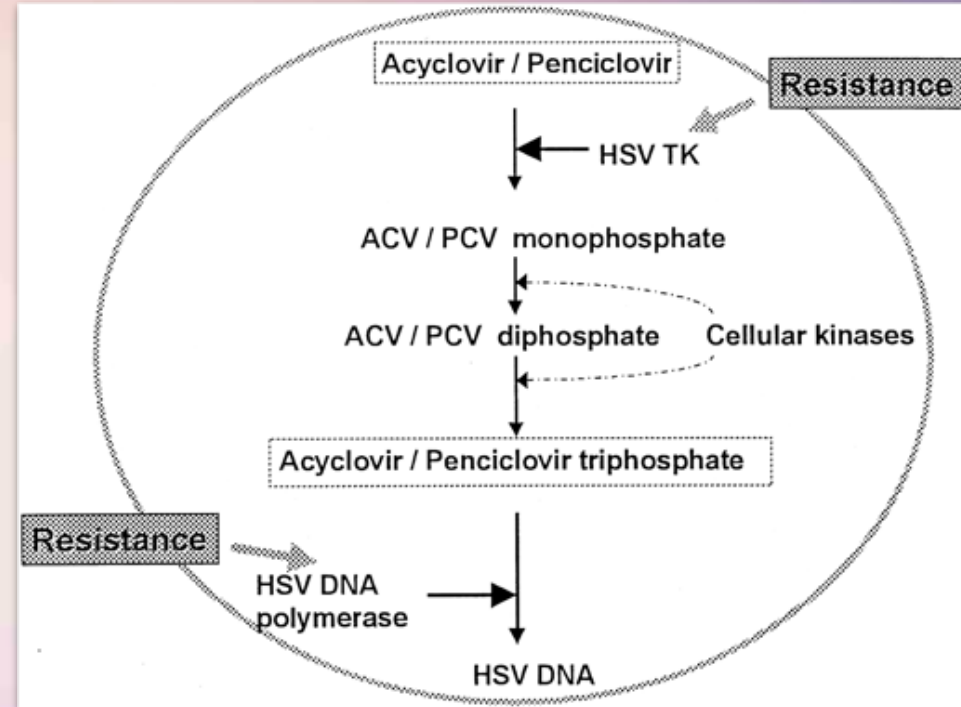 Acyclovir / Penciclovir
Resistance
HSV TK
ACV / PCV monophosphate
ACV / PCV diphosphate
Cellular kinases
Acyclovir / Penciclovir triphosphate
Resistance
HSV DNA
polymerase
HSV DNA